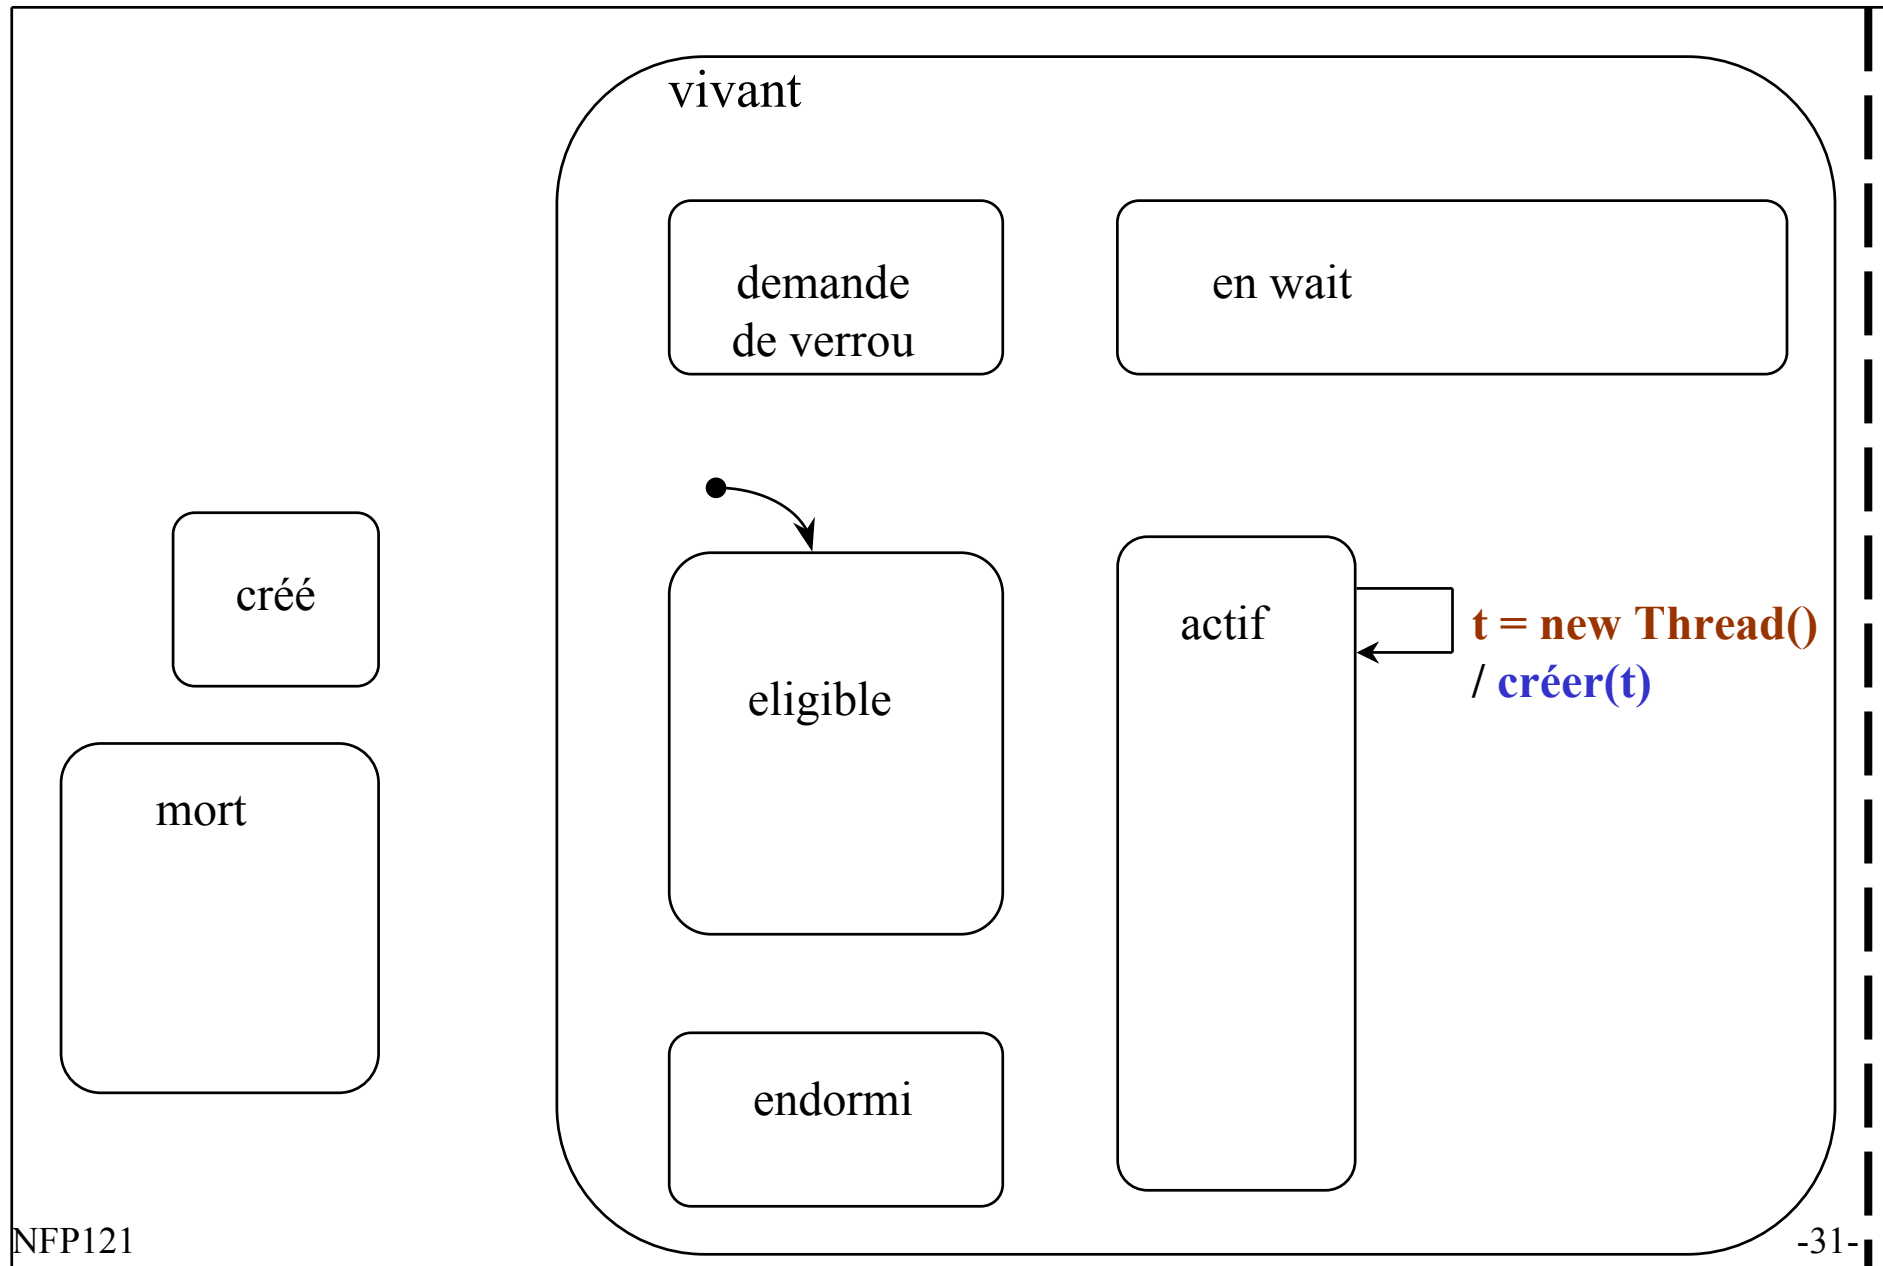 vivant
demande
de verrou
en wait
créé
eligible
actif
t = new Thread()
/ créer(t)
mort
endormi
NFP121
-31-